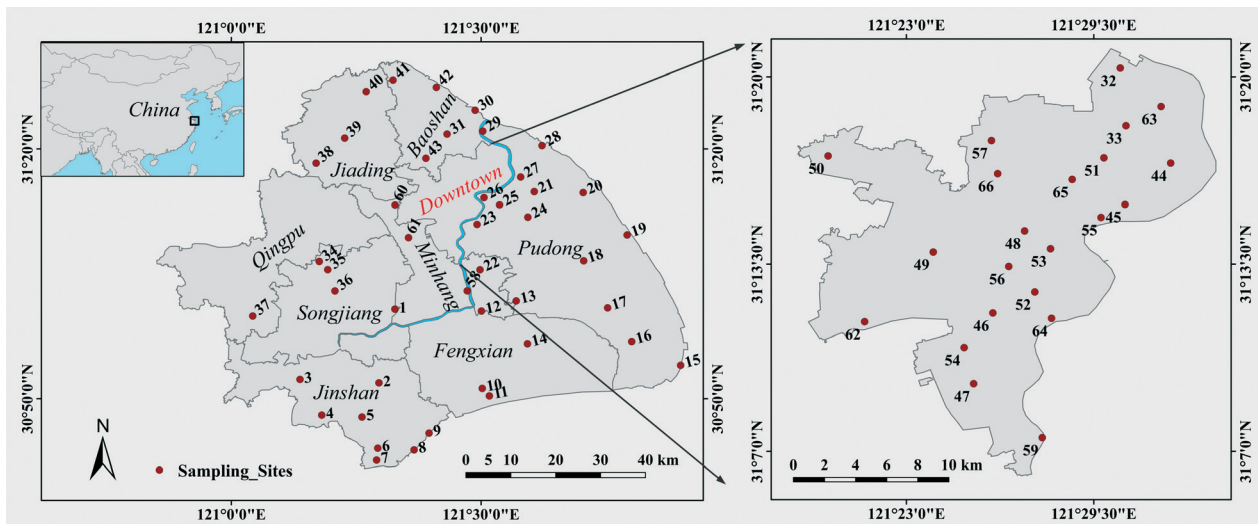 121°0'0"E
121°30'0"E
121°23'0"E
121°29'30"E
31°20'0"N
30°50'0"N
China
40
41
42
30
29
28
39
38
31
43
Baoshan
Jiading
Downtown
60
61
27
26
25
21
20
24
23
19
Qingpu
34
35
36
37
Minhang
Pudong
22
58
18
13
12
17
Songjiang
1
Fengxian
14
16
15
3
2
Jinshan
4
5
10
11
9
8
6
7
N
Sampling_Sites
0 5 10 20 30 40 km
121°0'0"E
121°30'0"E
31°20'0"N
30°50'0"N
31°20'0"N
31°13'30"N
31°7'0"N
32
63
33
57
50
51
44
66
65
45
55
48
53
49
56
52
46
64
62
54
47
59
0 2 4 6 8 10 km
121°23'0"E
121°29'30"E
31°20'0"N
31°13'30"N
31°7'0"N